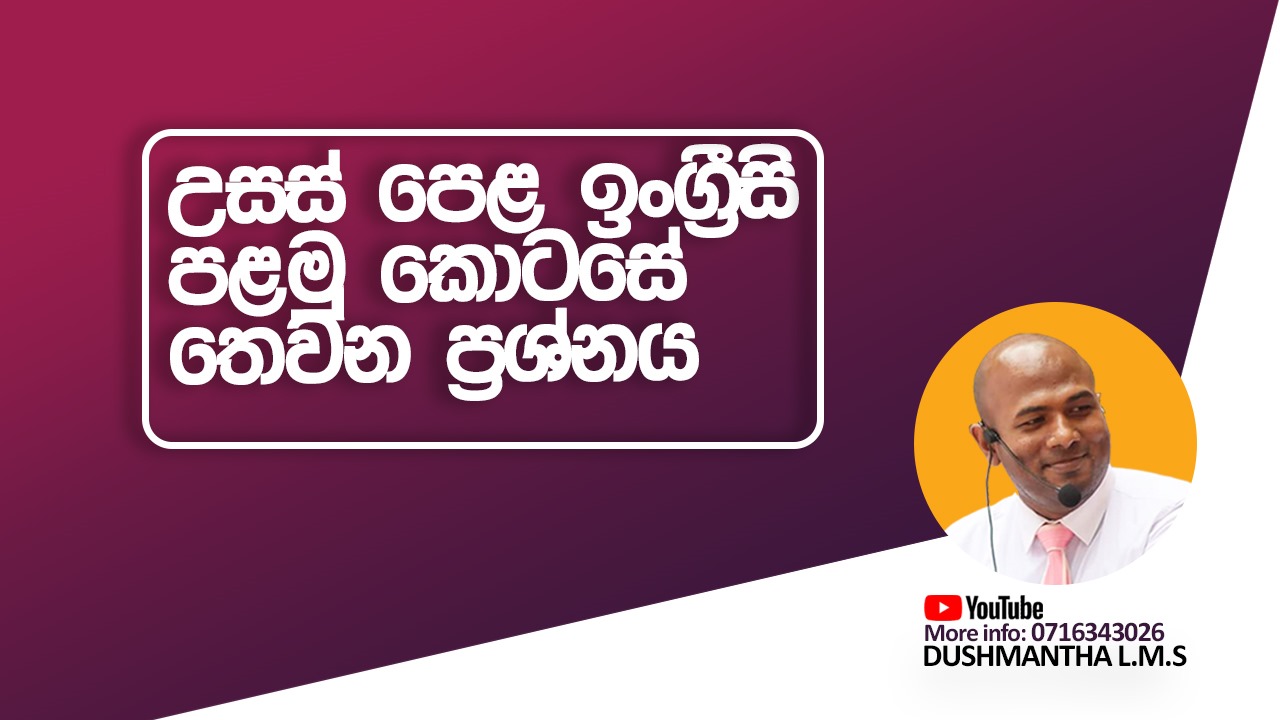 උසස් පෙළ ඉංග්‍රීසි
පළමු කොටසේ
තෙවන ප්‍රශ්නය
YouTube
More info: 0716343026
DUSHMANTHA L.M.S